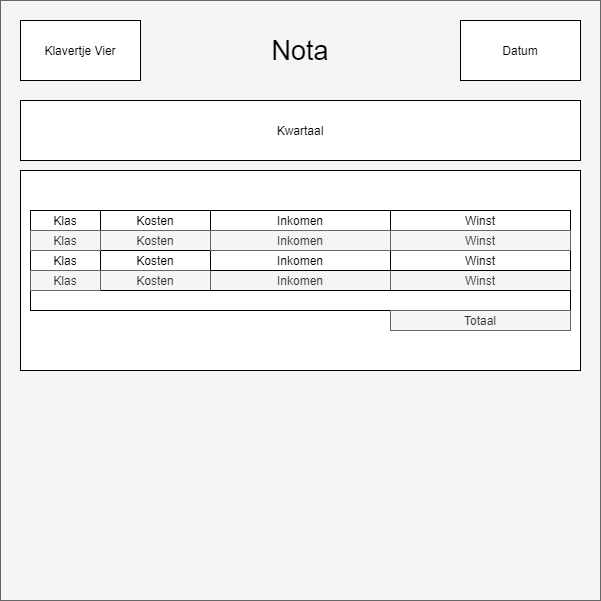 Klavertje Vier
Nota
Datum
Kwartaal
Klas Kosten Inkomen Winst
Klas Kosten Inkomen Winst
Klas Kosten Inkomen Winst
Klas Kosten Inkomen Winst
Totaal